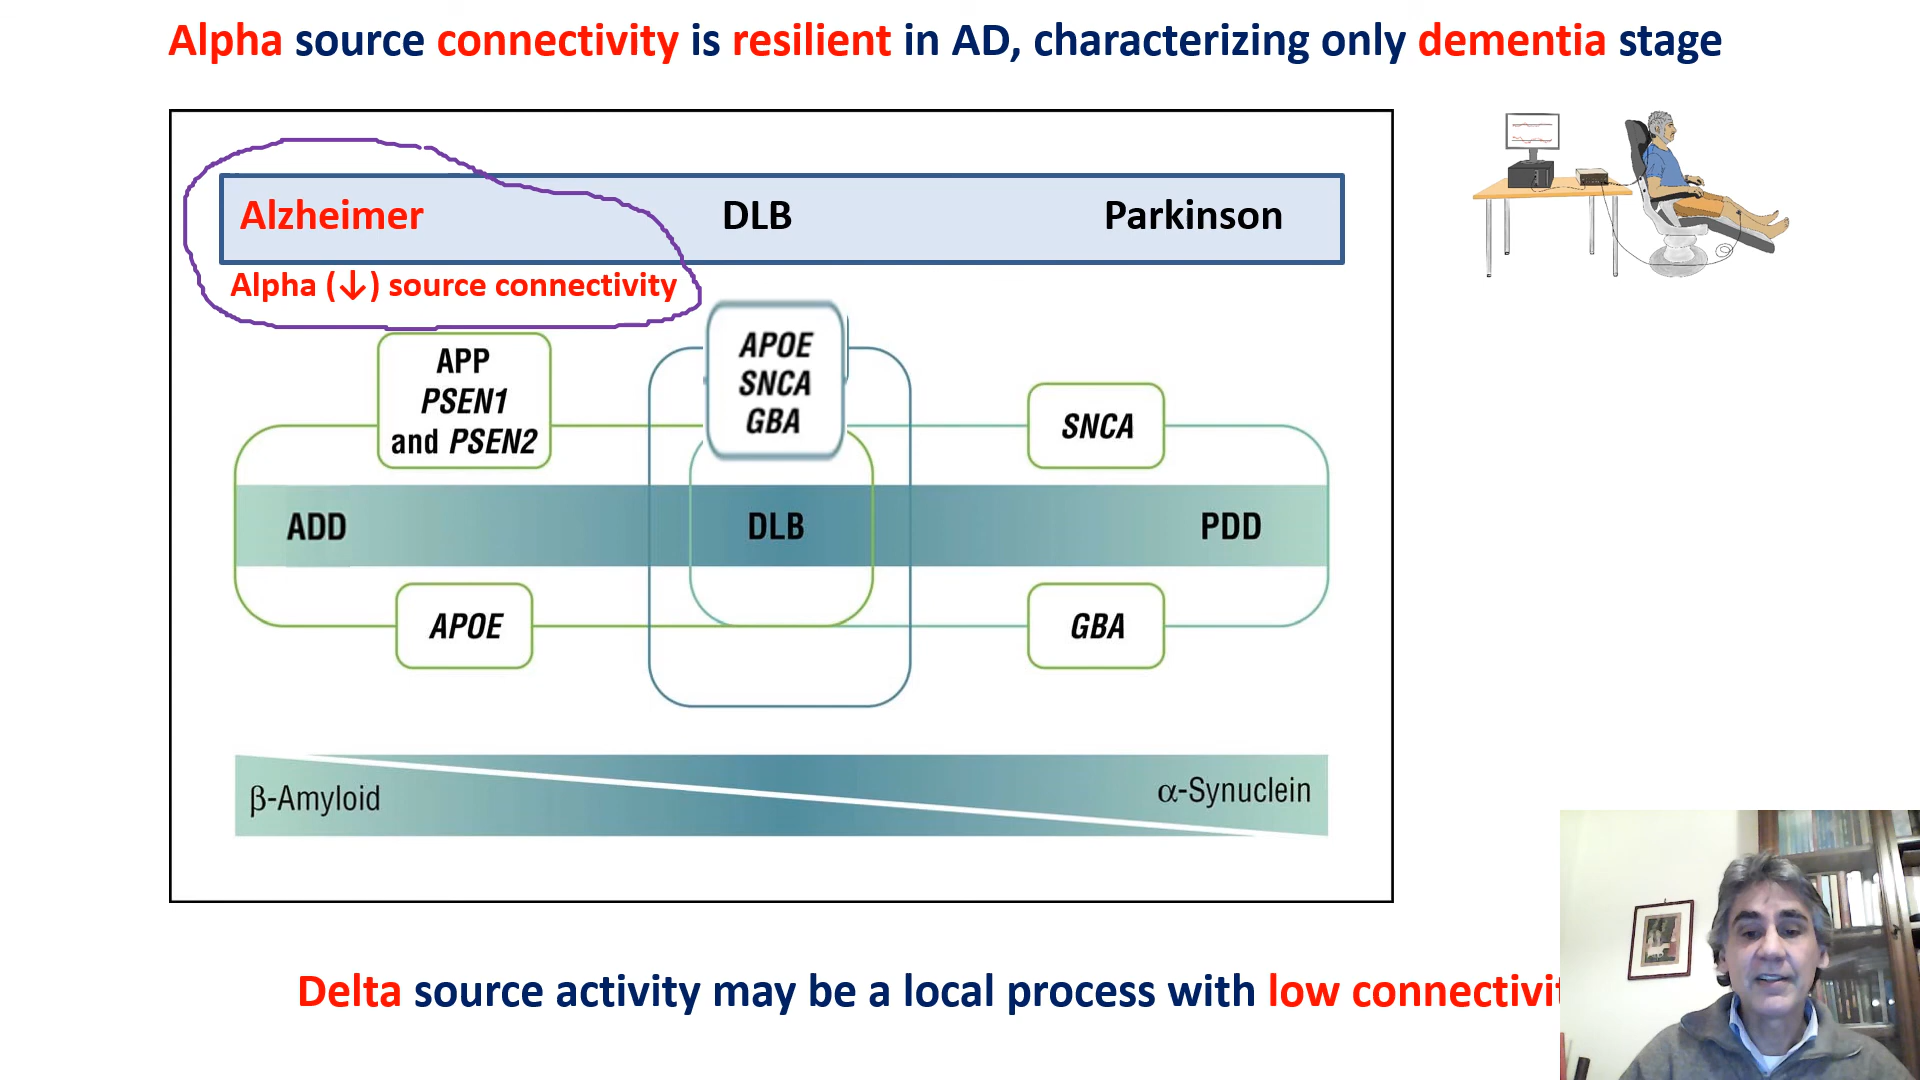 Alpha source connectivity is resilient in AD, characterizing only dementia stage
Alzheimer DLB Parkinson
Alpha (↓) source connectivity
APP
PSEN1
and PSEN2
APOE
SNCA
GBA
SNCA
ADD DLB PDD
APOE
GBA
β-Amyloid
α-Synuclein
Delta source activity may be a local process with low